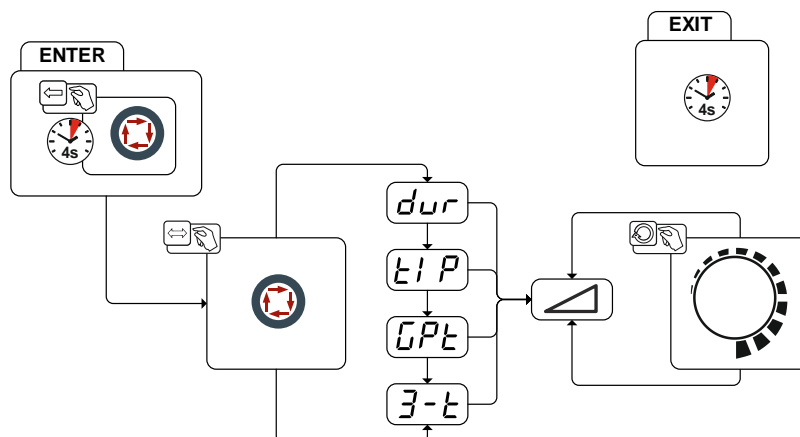 EXIT
ENTER
4s
4s
dur
tIP
GPt
3-t